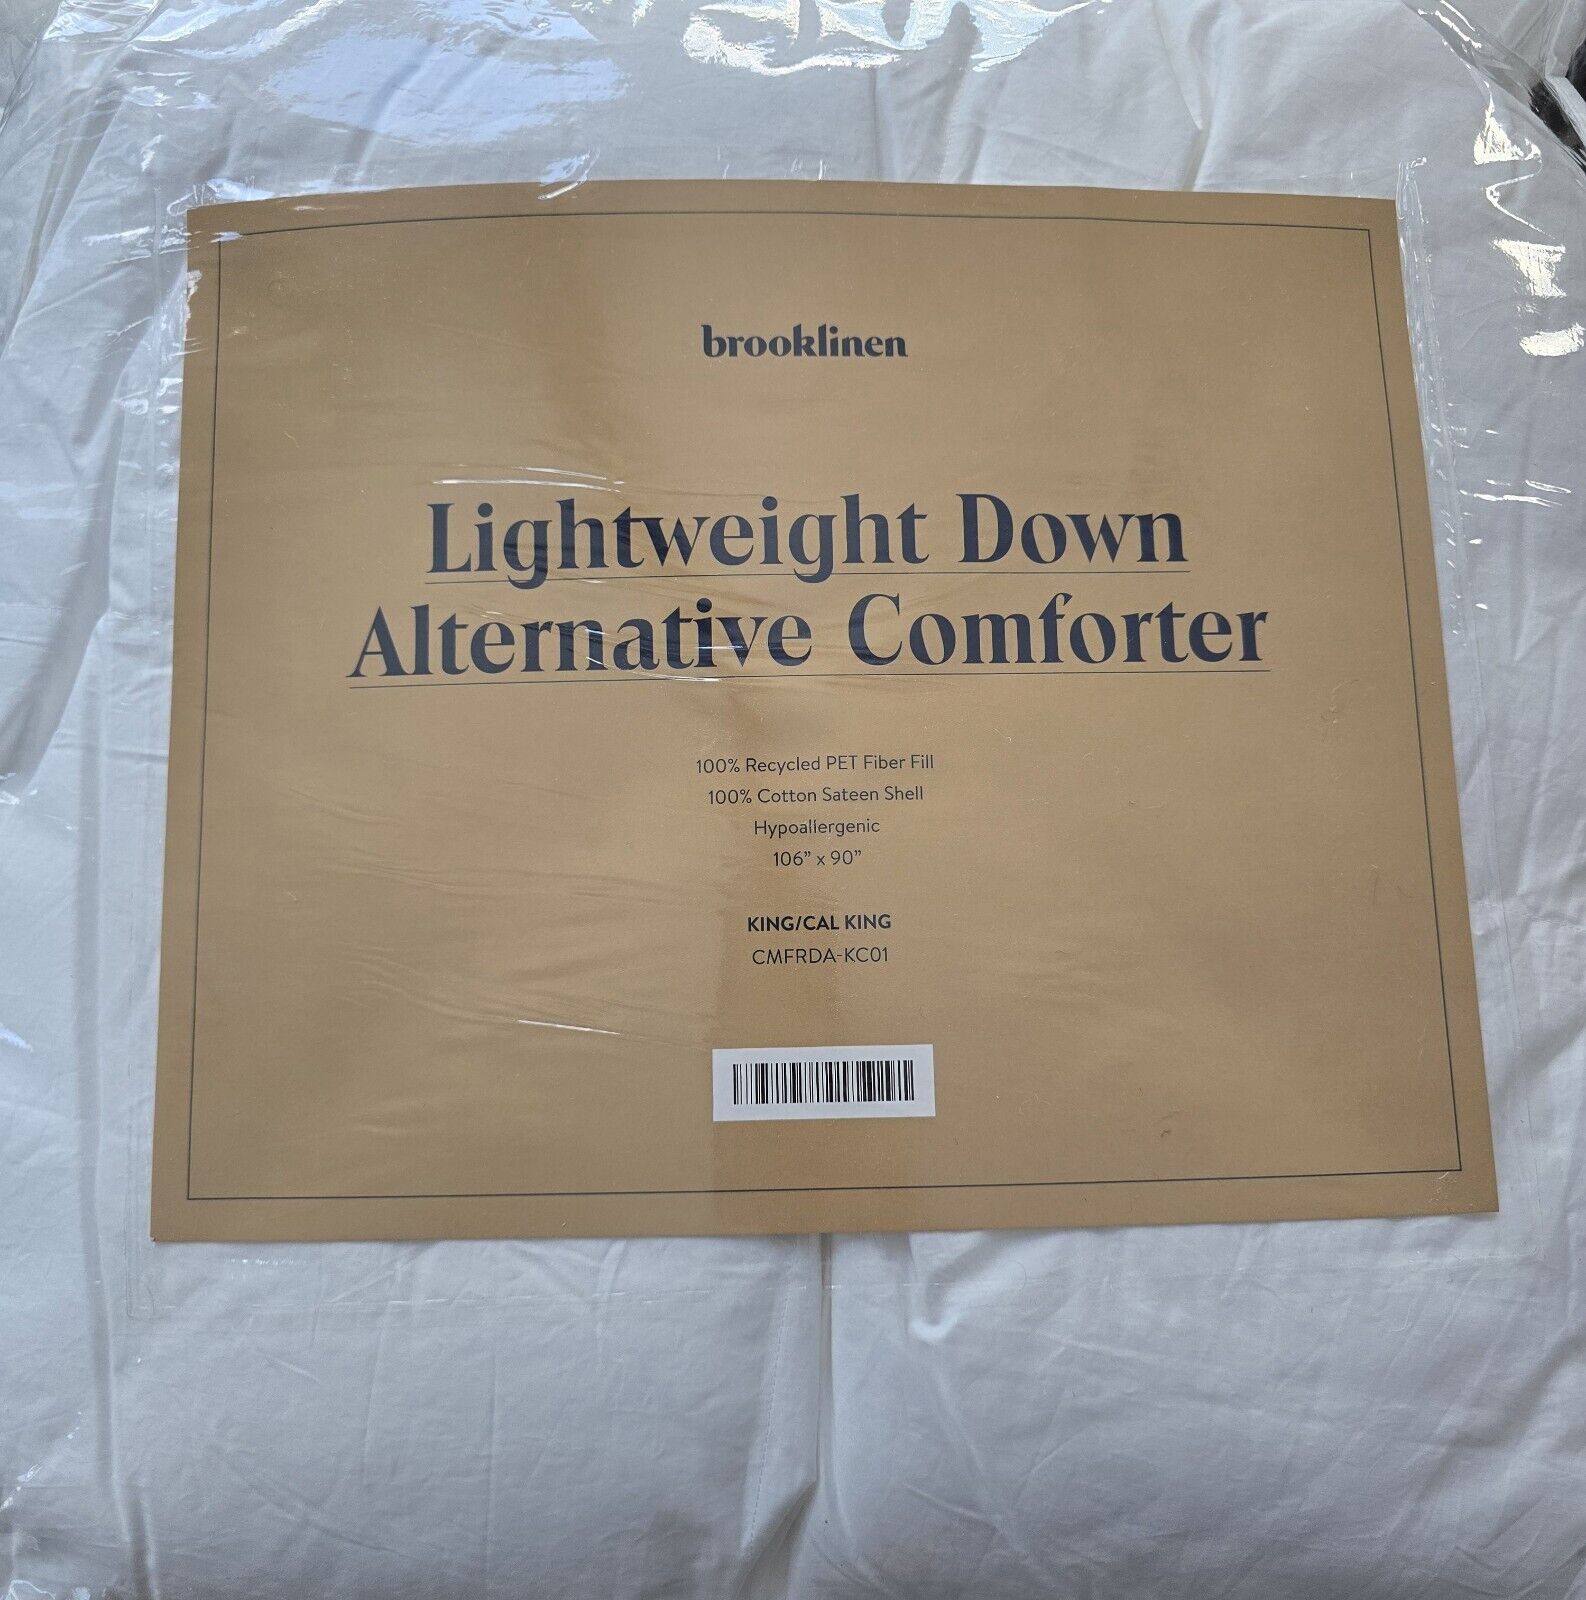 brooklinen
Lightweight Down
Alternative Comforter
100% Recycled PET Fiber Fill
100% Cotton Sateen Shell
Hypoallergenic
106” x 90”
KING/CAL KING
CMFRDA-KC01